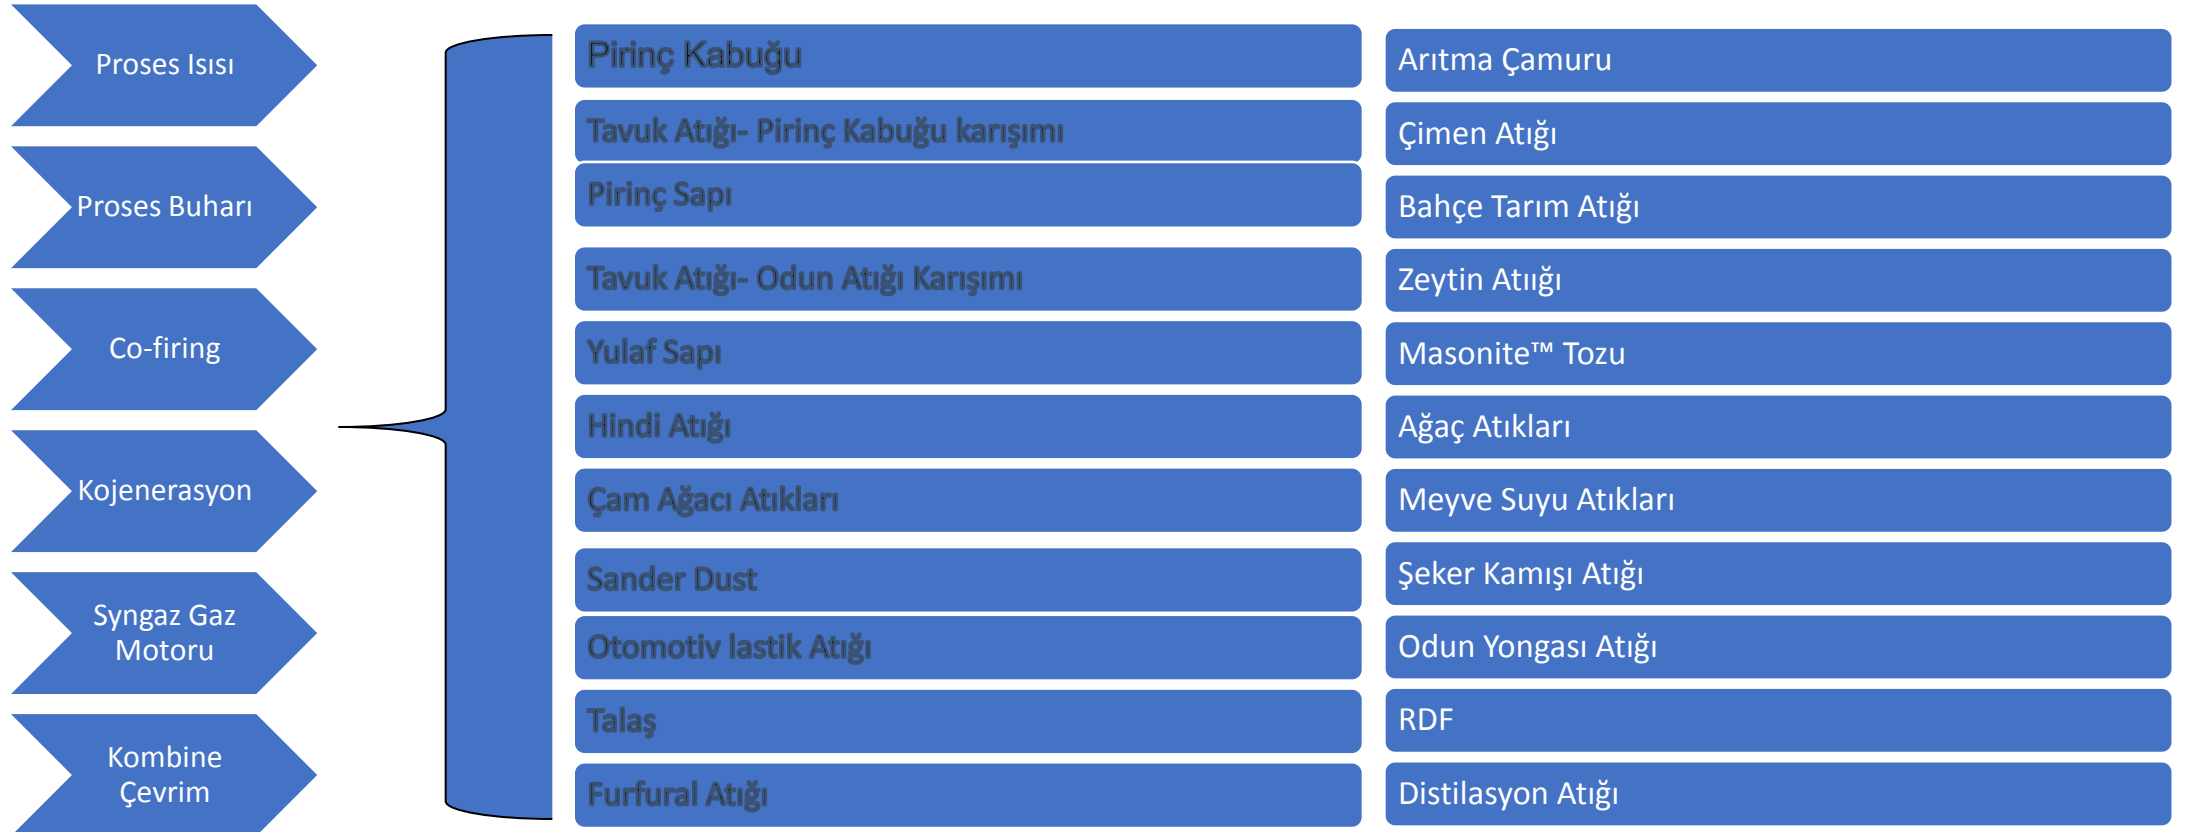 Proses Isısı
Proses Buharı
Co-firing
Kojenerasyon
Syngaz Gaz
Motoru
Kombine
Çevrim
Pirinç Kabuğu
Tavuk Atığı- Pirinç Kabuğu karışımı
Pirinç Sapı
Tavuk Atığı- Odun Atığı Karışımı
Yulaf Sapı
Hindi Atığı
Çam Ağacı Atıkları
Sander Dust
Otomotiv lastik Atığı
Talaş
Furfural Atığı
Arıtma Çamuru
Çimen Atığı
Bahçe Tarım Atığı
Zeytin Atıığı
Masonite™ Tozu
Ağaç Atıkları
Meyve Suyu Atıkları
Şeker Kamışı Atığı
Odun Yongası Atığı
RDF
Distilasyon Atığı